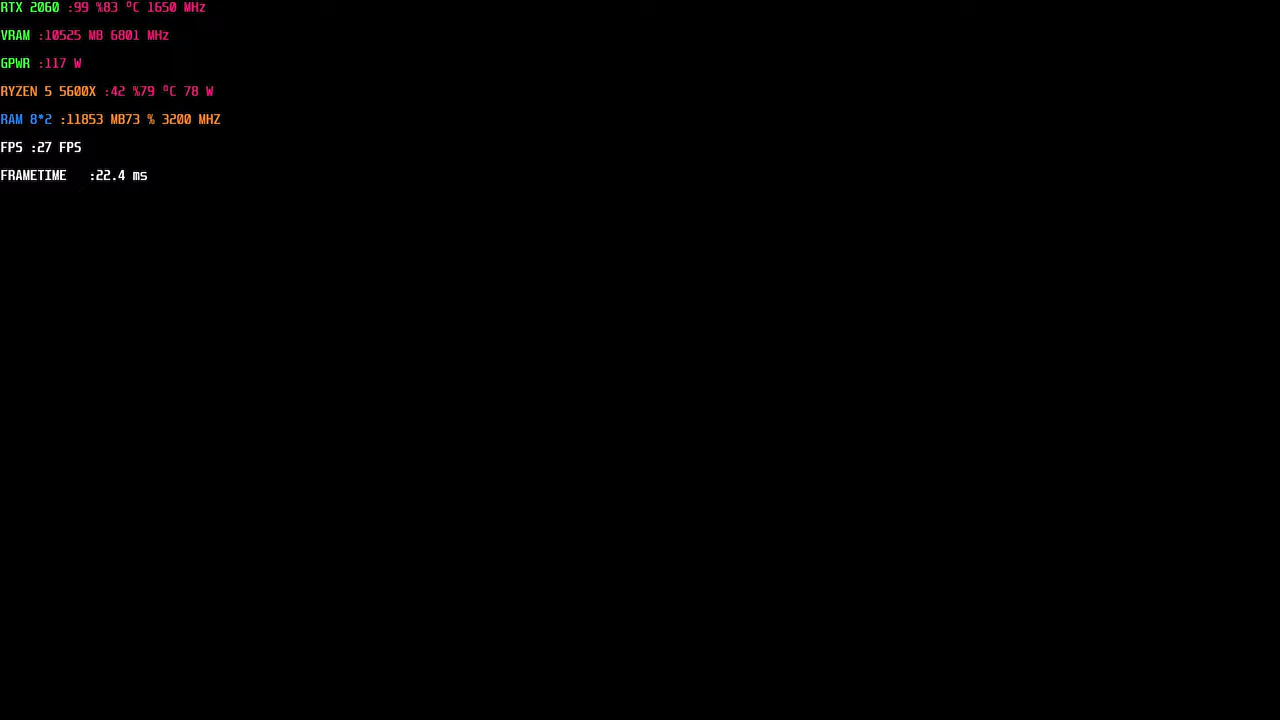 RTX 2060 :99 %83 °C 1650 MHz
VRAM :10525 MB 6801 MHz
GPWR :117 W
RYZEN 5 5600X :42 %79 °C 78 W
RAM 8*2 :11853 MB73 % 3200 MHZ
FPS :27 FPS
FRAMETIME :22.4 ms